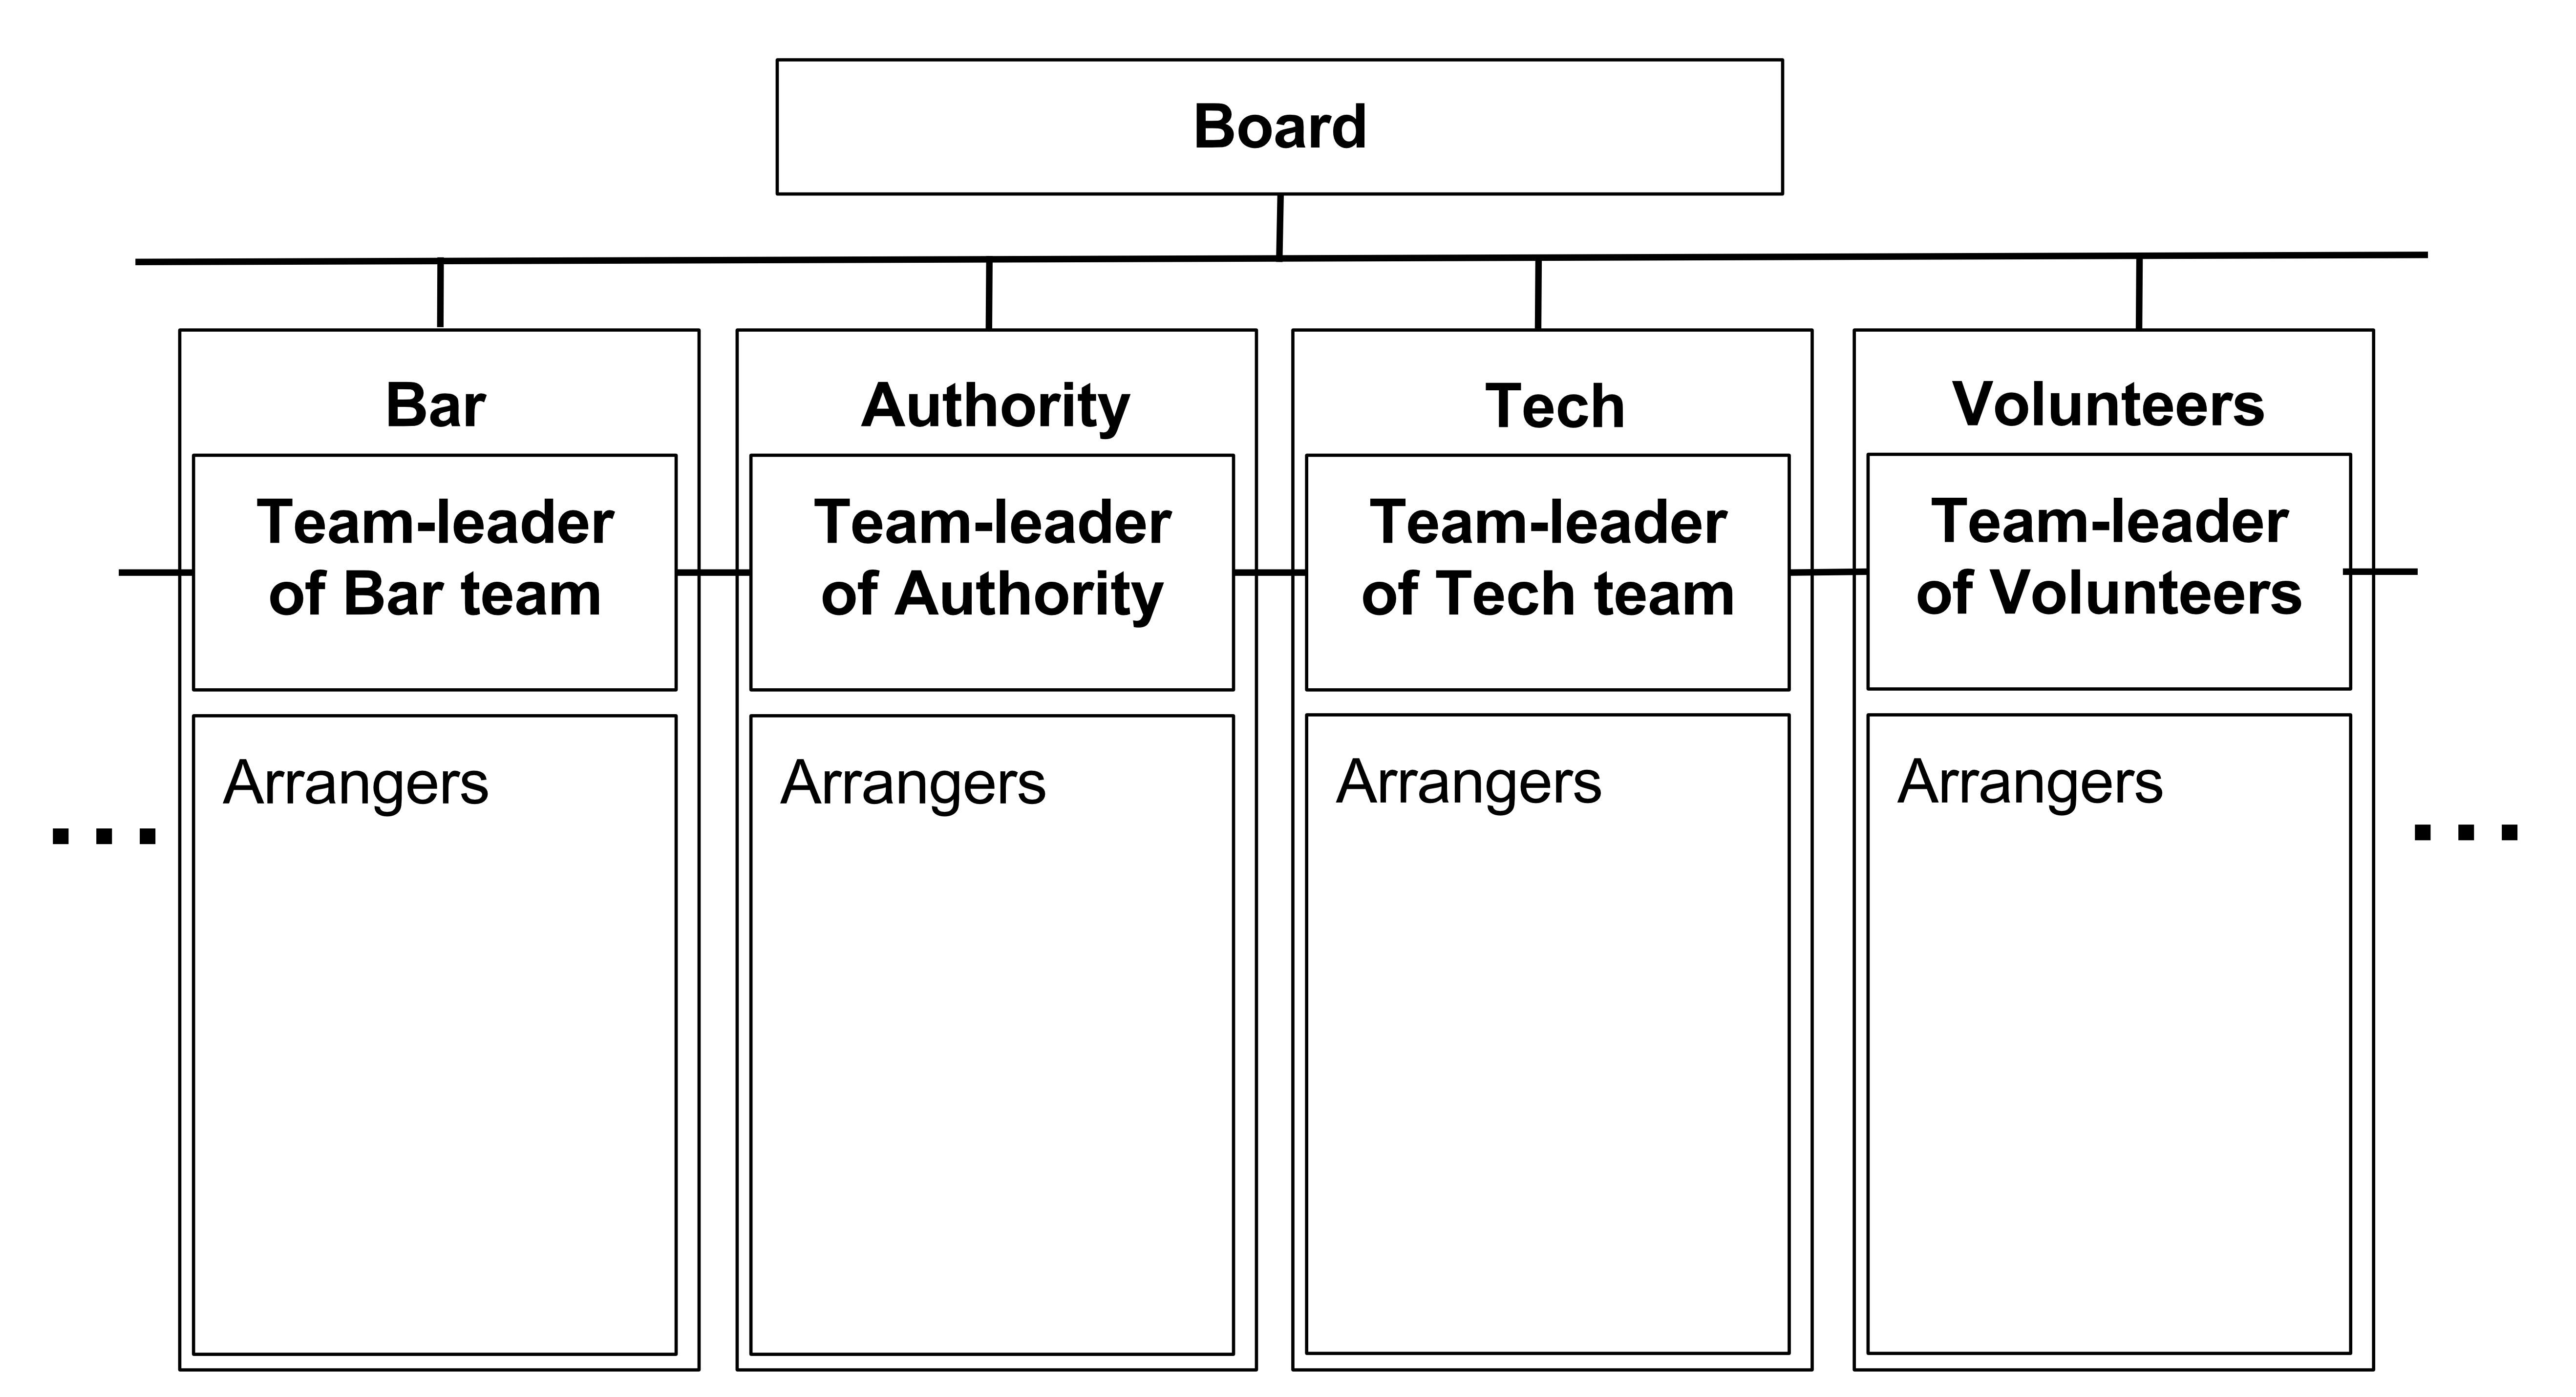 Board
Bar
Authority
Tech
Volunteers
Team-leader
of Bar team
Team-leader
of Authority
Team-leader
of Tech team
Team-leader
of Volunteers
Arrangers
Arrangers
Arrangers
Arrangers
...
...